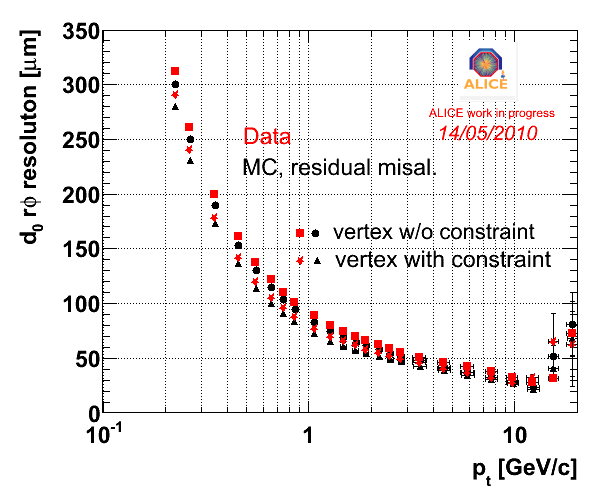 350
300
250
200
150
100
50
0
d0 rϕ resoluton [μm]
ALICE
ALICE work in progress
14/05/2010
Data
MC, residual misal.
vertex w/o constraint
vertex with constraint
10-1
1
10
pt [GeV/c]